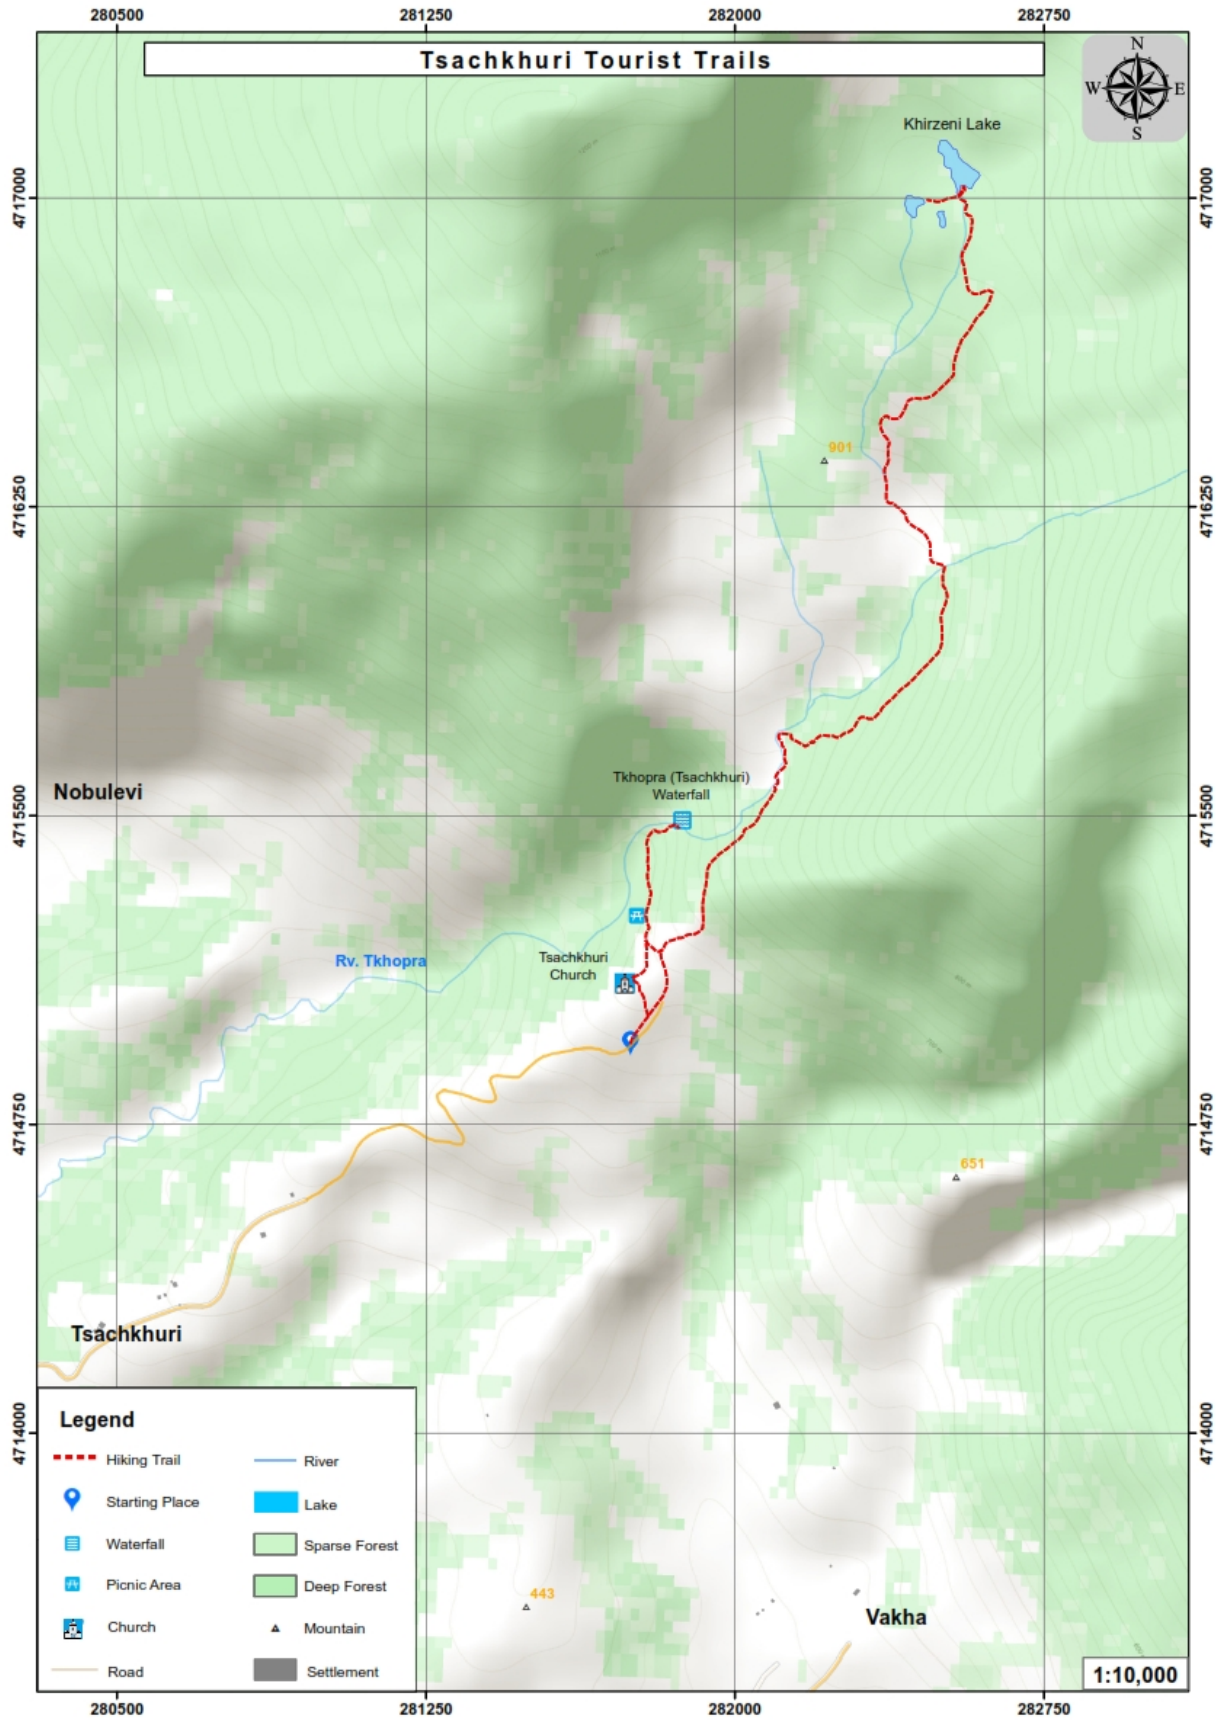 280500 281250 282000 282750
Tsachkhuri Tourist Trails
N
W E
S
Khirzeni Lake
4717000 4717000
901
4716250 4716250
Tkhopra (Tsachkhuri)
Waterfall
Nobulevi
4715500 4715500
Tsachkhuri
Church
Rv. Tkhopra
4714750 4714750
651
Tsachkhuri
4714000 4714000
Legend
Hiking Trail
Starting Place
Waterfall
Picnic Area
Church
Road
River
Lake
Sparse Forest
Deep Forest
Mountain
Settlement
443
Vakha
1:10,000
280500 281250 282000 282750